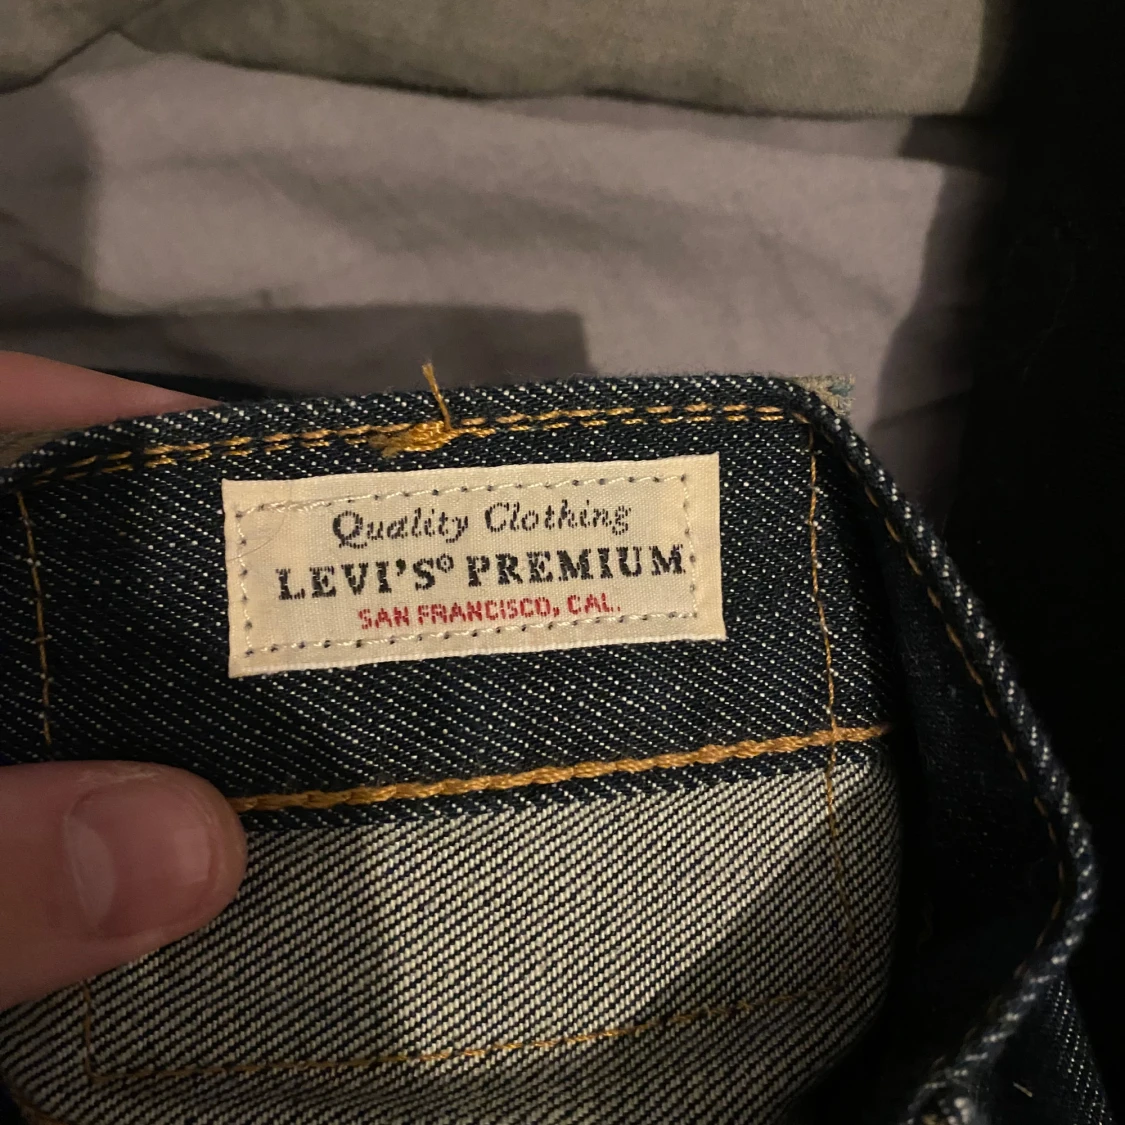 Quality Clothing
LEVI'S® PREMIUM
SAN FRANCISCO, CAL.